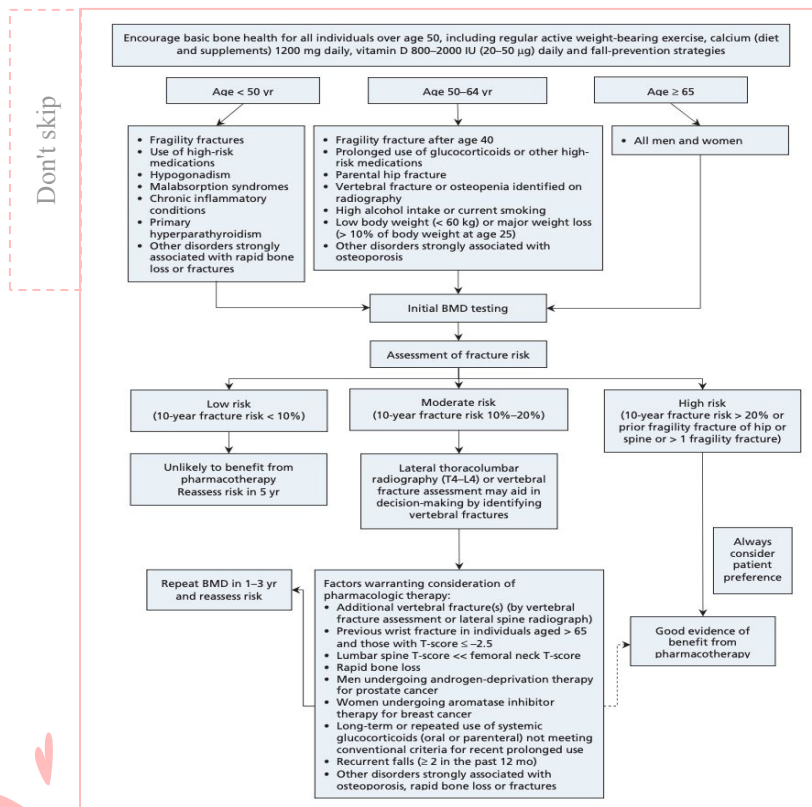 Don't skip
Encourage basic bone health for all individuals over age 50, including regular active weight-bearing exercise, calcium (diet
and supplements) 1200 mg daily, vitamin D 800–2000 IU (20–50 µg) daily and fall-prevention strategies
Age < 50 yr
Age 50–64 yr
Age ≥ 65
• Fragility fractures
• Use of high-risk
medications
• Hypogonadism
• Malabsorption syndromes
• Chronic inflammatory
conditions
• Primary
hyperparathyroidism
• Other disorders strongly
associated with rapid bone
loss or fractures
• Fragility fracture after age 40
• Prolonged use of glucocorticoids or other high-
risk medications
• Parental hip fracture
• Vertebral fracture or osteopenia identified on
radiography
• High alcohol intake or current smoking
• Low body weight (< 60 kg) or major weight loss
(> 10% of body weight at age 25)
• Other disorders strongly associated with
osteoporosis
• All men and women
Initial BMD testing
Assessment of fracture risk
Low risk
(10-year fracture risk < 10%)
Moderate risk
(10-year fracture risk 10%–20%)
High risk
(10-year fracture risk > 20% or
prior fragility fracture of hip or
spine or > 1 fragility fracture)
Unlikely to benefit from
pharmacotherapy
Reassess risk in 5 yr
Lateral thoracolumbar
radiography (T4–L4) or vertebral
fracture assessment may aid in
decision-making by identifying
vertebral fractures
Always
consider
patient
preference
Repeat BMD in 1–3 yr
and reassess risk
Factors warranting consideration of
pharmacologic therapy:
• Additional vertebral fracture(s) (by vertebral
fracture assessment or lateral spine radiograph)
• Previous wrist fracture in individuals aged > 65
and those with T-score ≤ –2.5
• Lumbar spine T-score << femoral neck T-score
• Rapid bone loss
• Men undergoing androgen-deprivation therapy
for prostate cancer
• Women undergoing aromatase inhibitor
therapy for breast cancer
• Long-term or repeated use of systemic
glucocorticoids (oral or parenteral) not meeting
conventional criteria for recent prolonged use
• Recurrent falls (≥ 2 in the past 12 mo)
• Other disorders strongly associated with
osteoporosis, rapid bone loss or fractures
Good evidence of
benefit from
pharmacotherapy